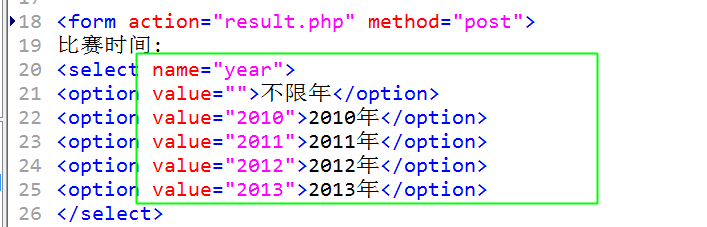 18 <form action="result.php" method="post">
19 比赛时间:
20 <select name="year">
21 <option value="">不限年</option>
22 <option value="2010">2010年</option>
23 <option value="2011">2011年</option>
24 <option value="2012">2012年</option>
25 <option value="2013">2013年</option>
26 </select>